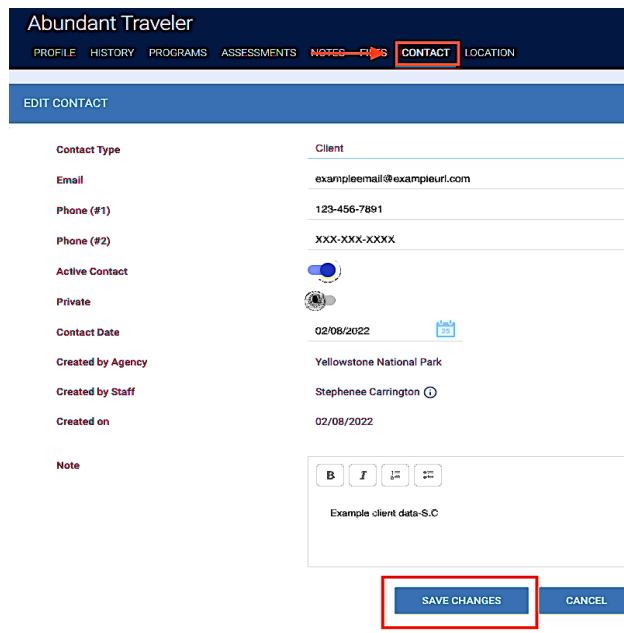 Abundant Traveler
PROFILE HISTORY PROGRAMS ASSESSMENTS NOTES FILES CONTACT LOCATION
EDIT CONTACT
Contact Type Client
Email exampleemail@exampleurl.com
Phone (#1) 123-456-7891
Phone (#2) XXX-XXX-XXXX
Active Contact
Private
Contact Date 02/08/2022 25
Created by Agency Yellowstone National Park
Created by Staff Stephenee Carrington
Created on 02/08/2022
Note
B I
Example client data-S.C
SAVE CHANGES CANCEL